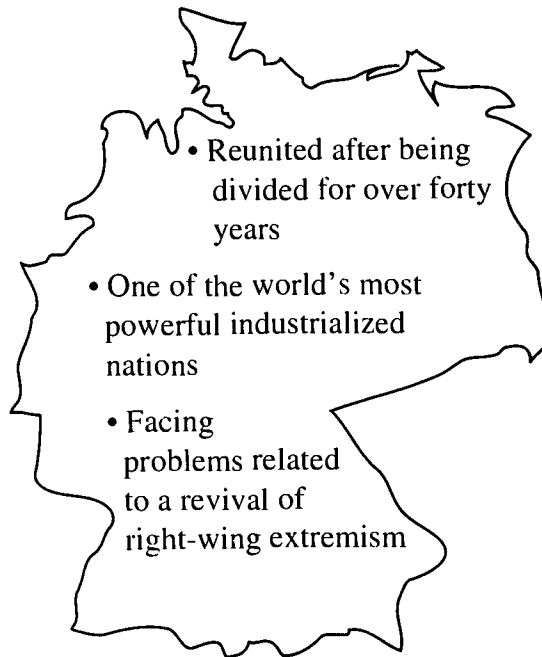 • Reunited after being
divided for over forty
years
• One of the world's most
powerful industrialized
nations
• Facing
problems related
to a revival of
right-wing extremism